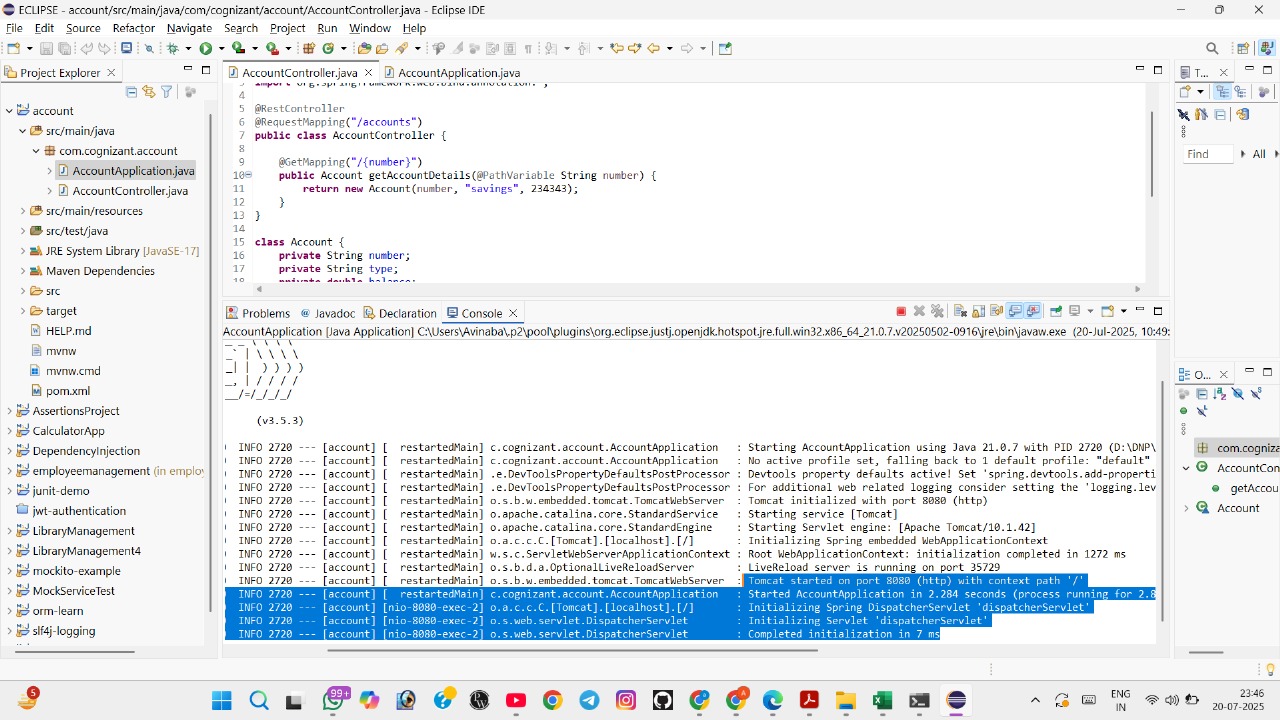 ECLIPSE - account/src/main/java/com/cognizant/account/AccountController.java - Eclipse IDE
File Edit Source Refactor Navigate Search Project Run Window Help
Project Explorer
account
src/main/java
com.cognizant.account
AccountApplication.java
AccountController.java
src/main/resources
src/test/java
JRE System Library [JavaSE-17]
Maven Dependencies
src
target
HELP.md
mvnw
mvnw.cmd
pom.xml
AssertionsProject
CalculatorApp
DependencyInjection
employeemanagement (in employ
junit-demo
jwt-authentication
LibraryManagement
LibraryManagement4
mockito-example
MockServiceTest
orm-learn
slf4j-logging
AccountController.java AccountApplication.java
4
5 @RestController
6 @RequestMapping("/accounts")
7 public class AccountController {
8
9 @GetMapping("/{number}")
10 public Account getAccountDetails(@PathVariable String number) {
11 return new Account(number, "savings", 234343);
12 }
13 }
14
15 class Account {
16 private String number;
17 private String type;
18 private double balance;
Problems Javadoc Declaration Console
AccountApplication [Java Application] C:\Users\Avinaba\.p2\pool\plugins\org.eclipse.justj.openjdk.hotspot.jre.full.win32.x86_64_21.0.7.v20250502-0916\jre\bin\javaw.exe (20-Jul-2025, 10:49:
_ _ \ \ \ \
_` | \ \ \ \
_| | ) ) ) )
_, | / / / /
__/=/_/_/_/
(v3.5.3)
INFO 2720 --- [account] [ restartedMain] c.cognizant.account.AccountApplication : Starting AccountApplication using Java 21.0.7 with PID 2720 (D:\DNP\
INFO 2720 --- [account] [ restartedMain] c.cognizant.account.AccountApplication : No active profile set, falling back to 1 default profile: "default"
INFO 2720 --- [account] [ restartedMain] .e.DevToolsPropertyDefaultsPostProcessor : Devtools property defaults active! Set 'spring.devtools.add-properti
INFO 2720 --- [account] [ restartedMain] .e.DevToolsPropertyDefaultsPostProcessor : For additional web related logging consider setting the 'logging.lev
INFO 2720 --- [account] [ restartedMain] o.s.b.w.embedded.tomcat.TomcatWebServer : Tomcat initialized with port 8080 (http)
INFO 2720 --- [account] [ restartedMain] o.apache.catalina.core.StandardService : Starting service [Tomcat]
INFO 2720 --- [account] [ restartedMain] o.apache.catalina.core.StandardEngine : Starting Servlet engine: [Apache Tomcat/10.1.42]
INFO 2720 --- [account] [ restartedMain] o.a.c.c.C.[Tomcat].[localhost].[/] : Initializing Spring embedded WebApplicationContext
INFO 2720 --- [account] [ restartedMain] w.s.c.ServletWebServerApplicationContext : Root WebApplicationContext: initialization completed in 1272 ms
INFO 2720 --- [account] [ restartedMain] o.s.b.d.a.OptionalLiveReloadServer : LiveReload server is running on port 35729
INFO 2720 --- [account] [ restartedMain] o.s.b.w.embedded.tomcat.TomcatWebServer : Tomcat started on port 8080 (http) with context path '/'
INFO 2720 --- [account] [ restartedMain] c.cognizant.account.AccountApplication : Started AccountApplication in 2.284 seconds (process running for 2.8
INFO 2720 --- [account] [nio-8080-exec-2] o.a.c.c.C.[Tomcat].[localhost].[/] : Initializing Spring DispatcherServlet 'dispatcherServlet'
INFO 2720 --- [account] [nio-8080-exec-2] o.s.web.servlet.DispatcherServlet : Initializing Servlet 'dispatcherServlet'
INFO 2720 --- [account] [nio-8080-exec-2] o.s.web.servlet.DispatcherServlet : Completed initialization in 7 ms
T...
Find All
O...
com.cogniza
AccountCon
getAccou
Account
5
99+
ENG
IN
23:46
20-07-2025